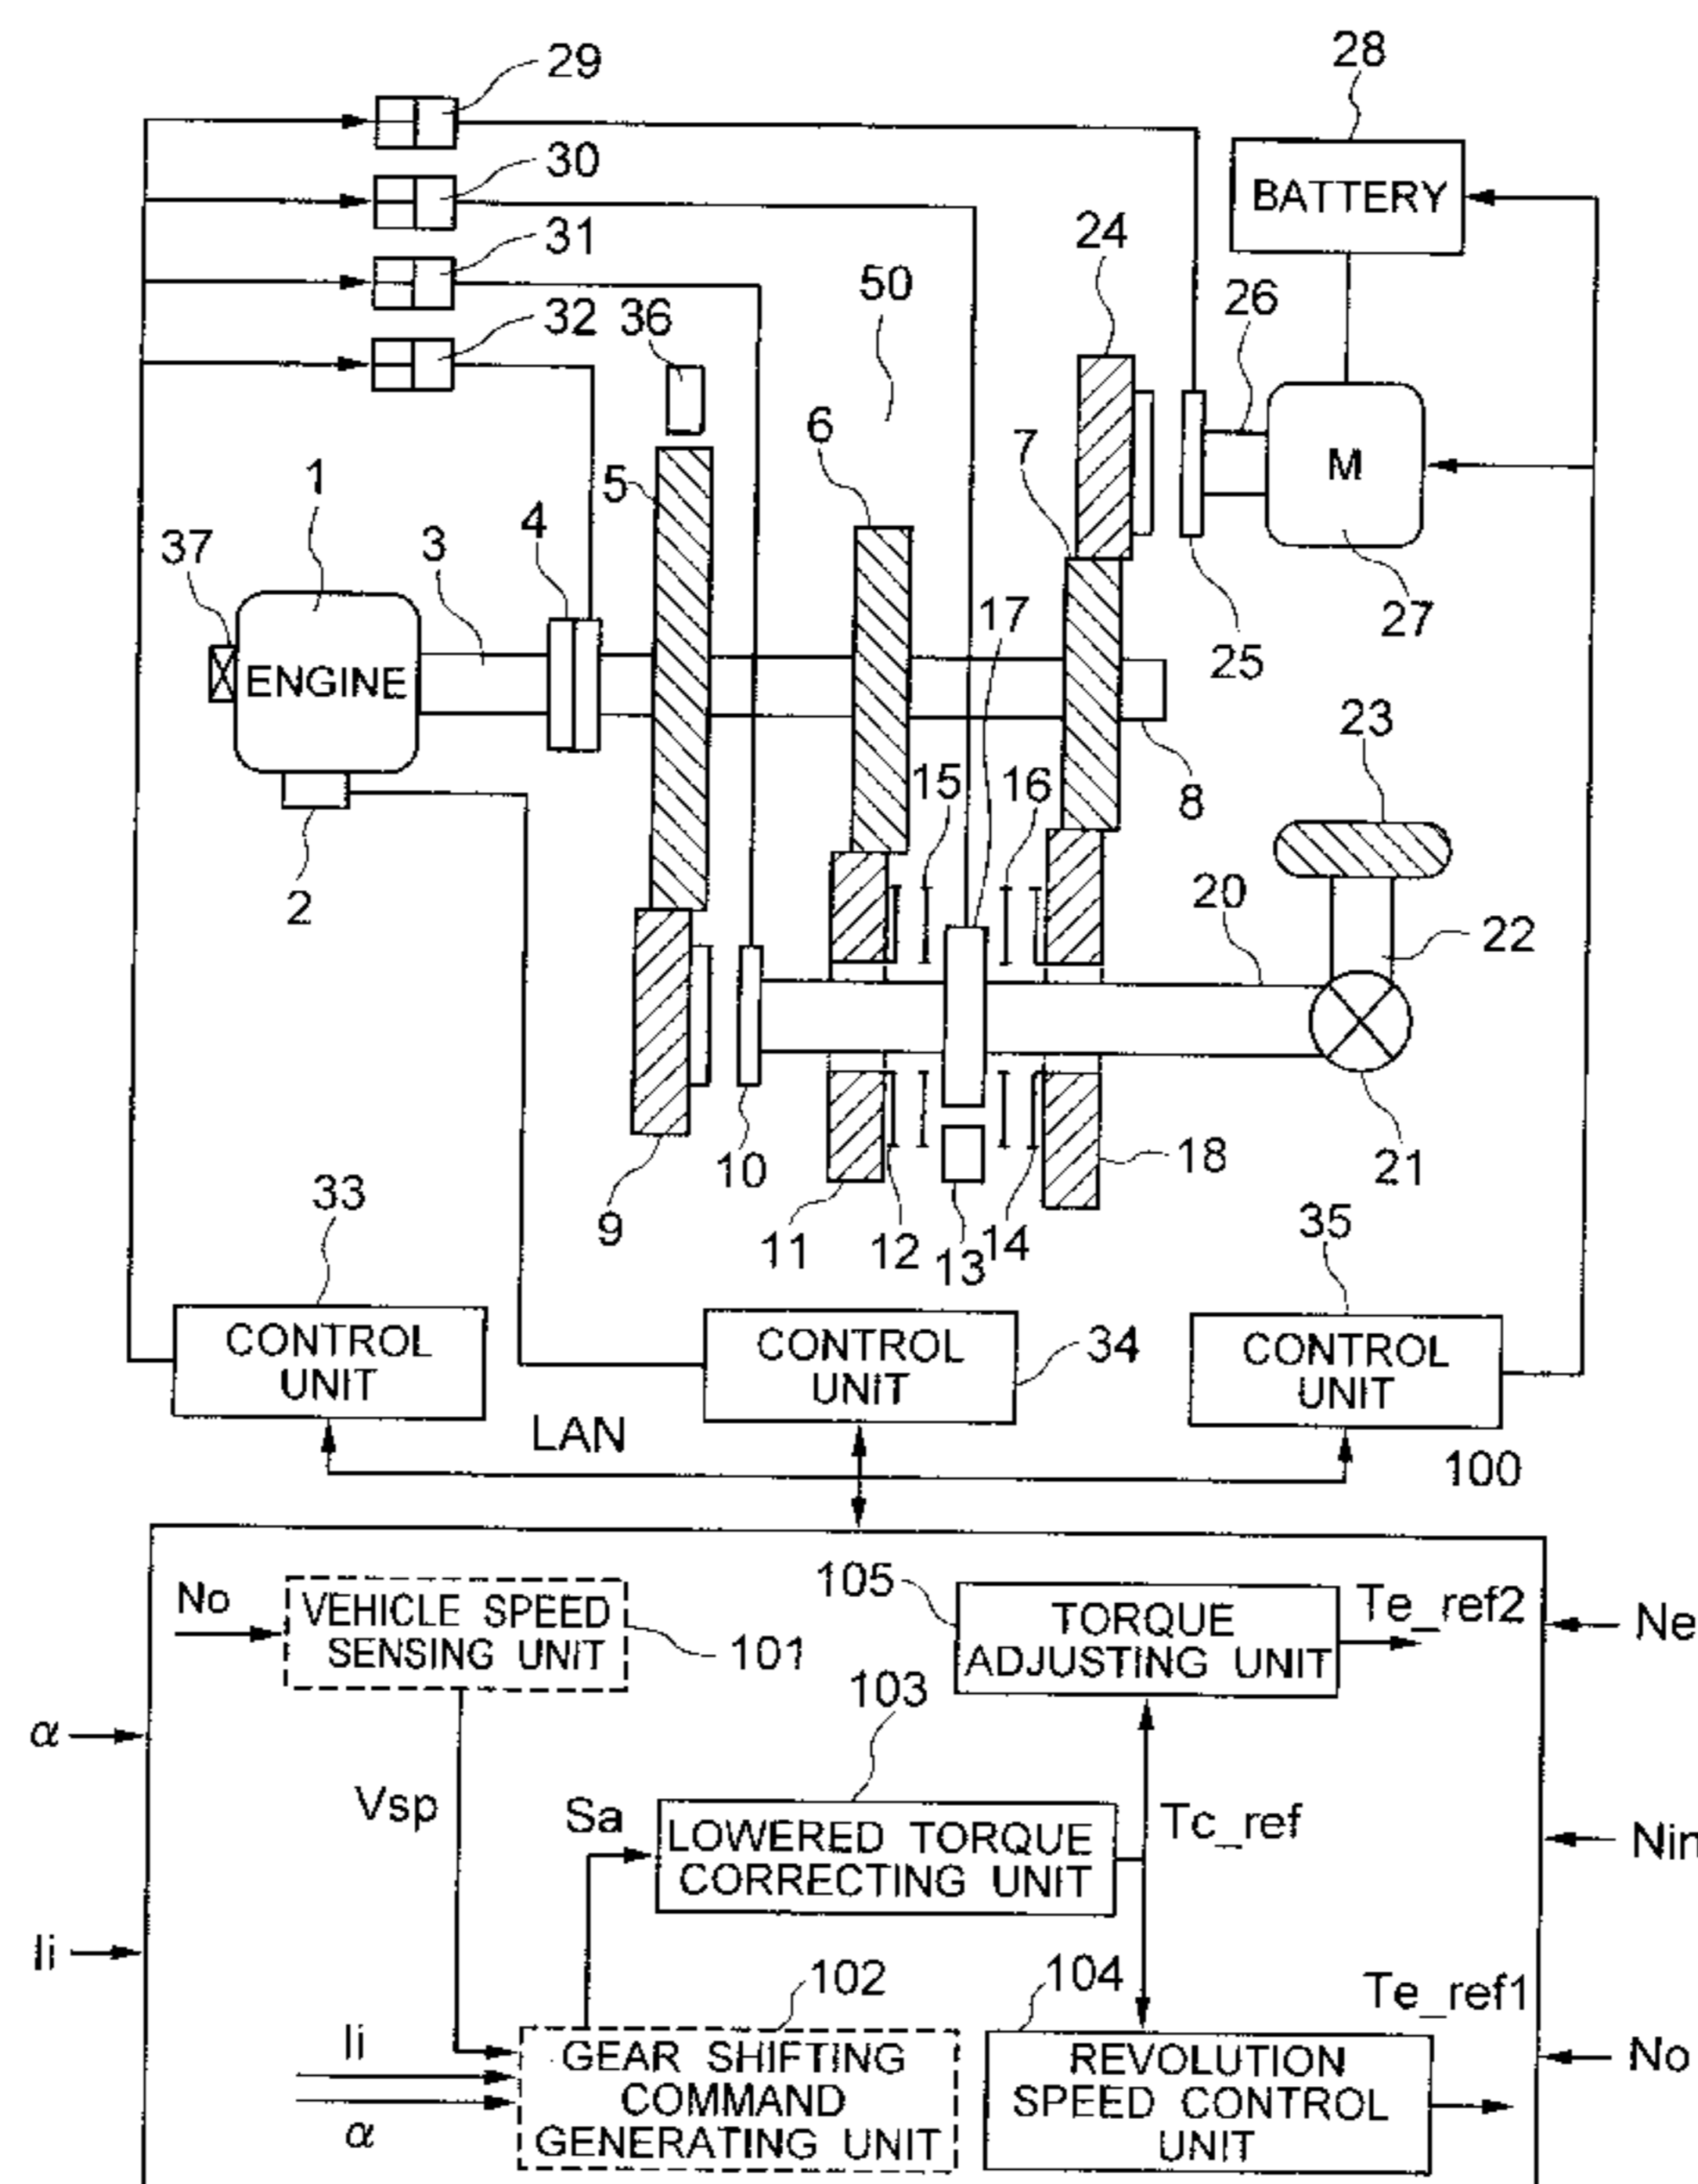 29
28
30
BATTERY
31
24
50
26
32
36
6
7
M
1
5
4
37
3
17
27
25
ENGINE
23
15
16
8
2
20
22
10
18
21
9
11
12
13
14
33
35
CONTROL
UNIT
CONTROL
UNIT
34
CONTROL
UNIT
LAN
100
No
VEHICLE SPEED
SENSING UNIT
101
105
TORQUE
ADJUSTING UNIT
Te_ref2
Ne
103
α
Vsp
Sa
LOWERED TORQUE
CORRECTING UNIT
Tc_ref
Nin
Ii
102
104
Te_ref1
Ii
α
GEAR SHIFTING
COMMAND
GENERATING UNIT
REVOLUTION
SPEED CONTROL
UNIT
No